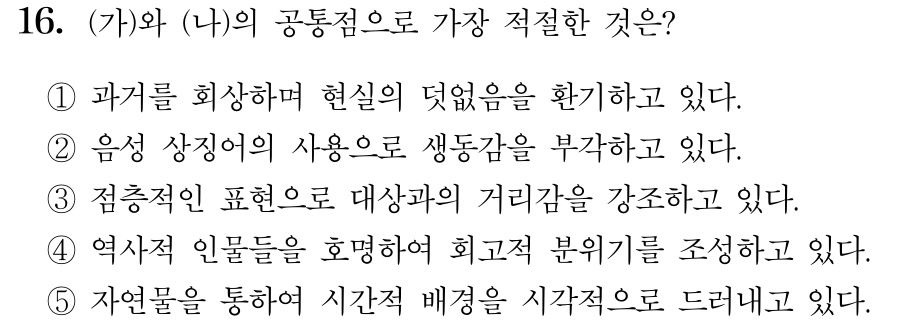 16. (가)와 (나)의 공통점으로 가장 적절한 것은?
① 과거를 회상하며 현실의 덧없음을 환기하고 있다.
② 음성 상징어의 사용으로 생동감을 부각하고 있다.
③ 점층적인 표현으로 대상과의 거리감을 강조하고 있다.
④ 역사적 인물들을 호명하여 회고적 분위기를 조성하고 있다.
⑤ 자연물을 통하여 시간적 배경을 시각적으로 드러내고 있다.